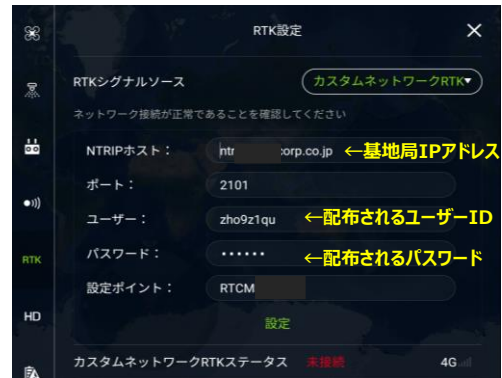 RTK設定
RTKシグナルソース カスタムネットワークRTK▼
ネットワーク接続が正常であることを確認してください
NTRIPホスト： ntr corp.co.jp ←基地局IPアドレス
ポート： 2101
ユーザー： zho9z1qu ←配布されるユーザーID
RTK パスワード： •••••• ←配布されるパスワード
設定ポイント： RTCM
HD 設定
カスタムネットワークRTKステータス 未接続 4G